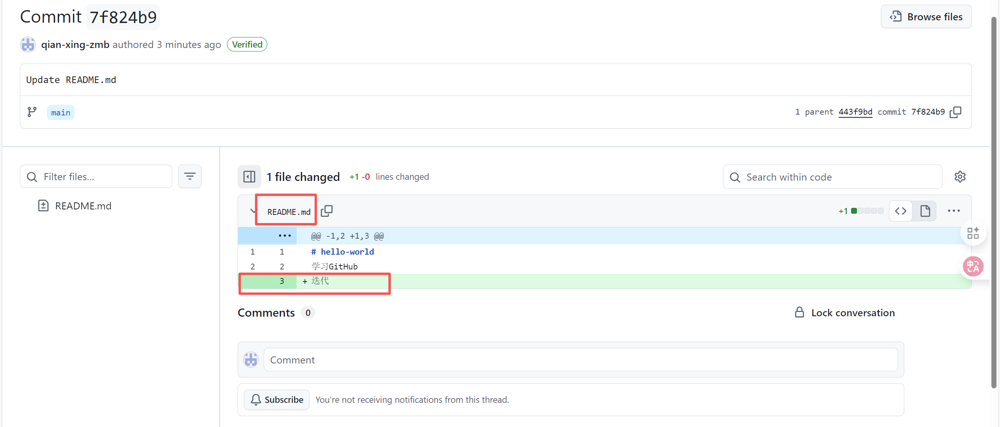 Commit 7f824b9
Browse files
qian-xing-zmb authored 3 minutes ago Verified
Update README.md
main
1 parent 443f9bd commit 7f824b9
Filter files...
README.md
1 file changed +1 -0 lines changed
Search within code
README.md
+1
@@ -1,2 +1,3 @@
1 1 # hello-world
2 2 学习GitHub
3 + 迭代
Comments 0
Lock conversation
Comment
Subscribe You're not receiving notifications from this thread.
中A